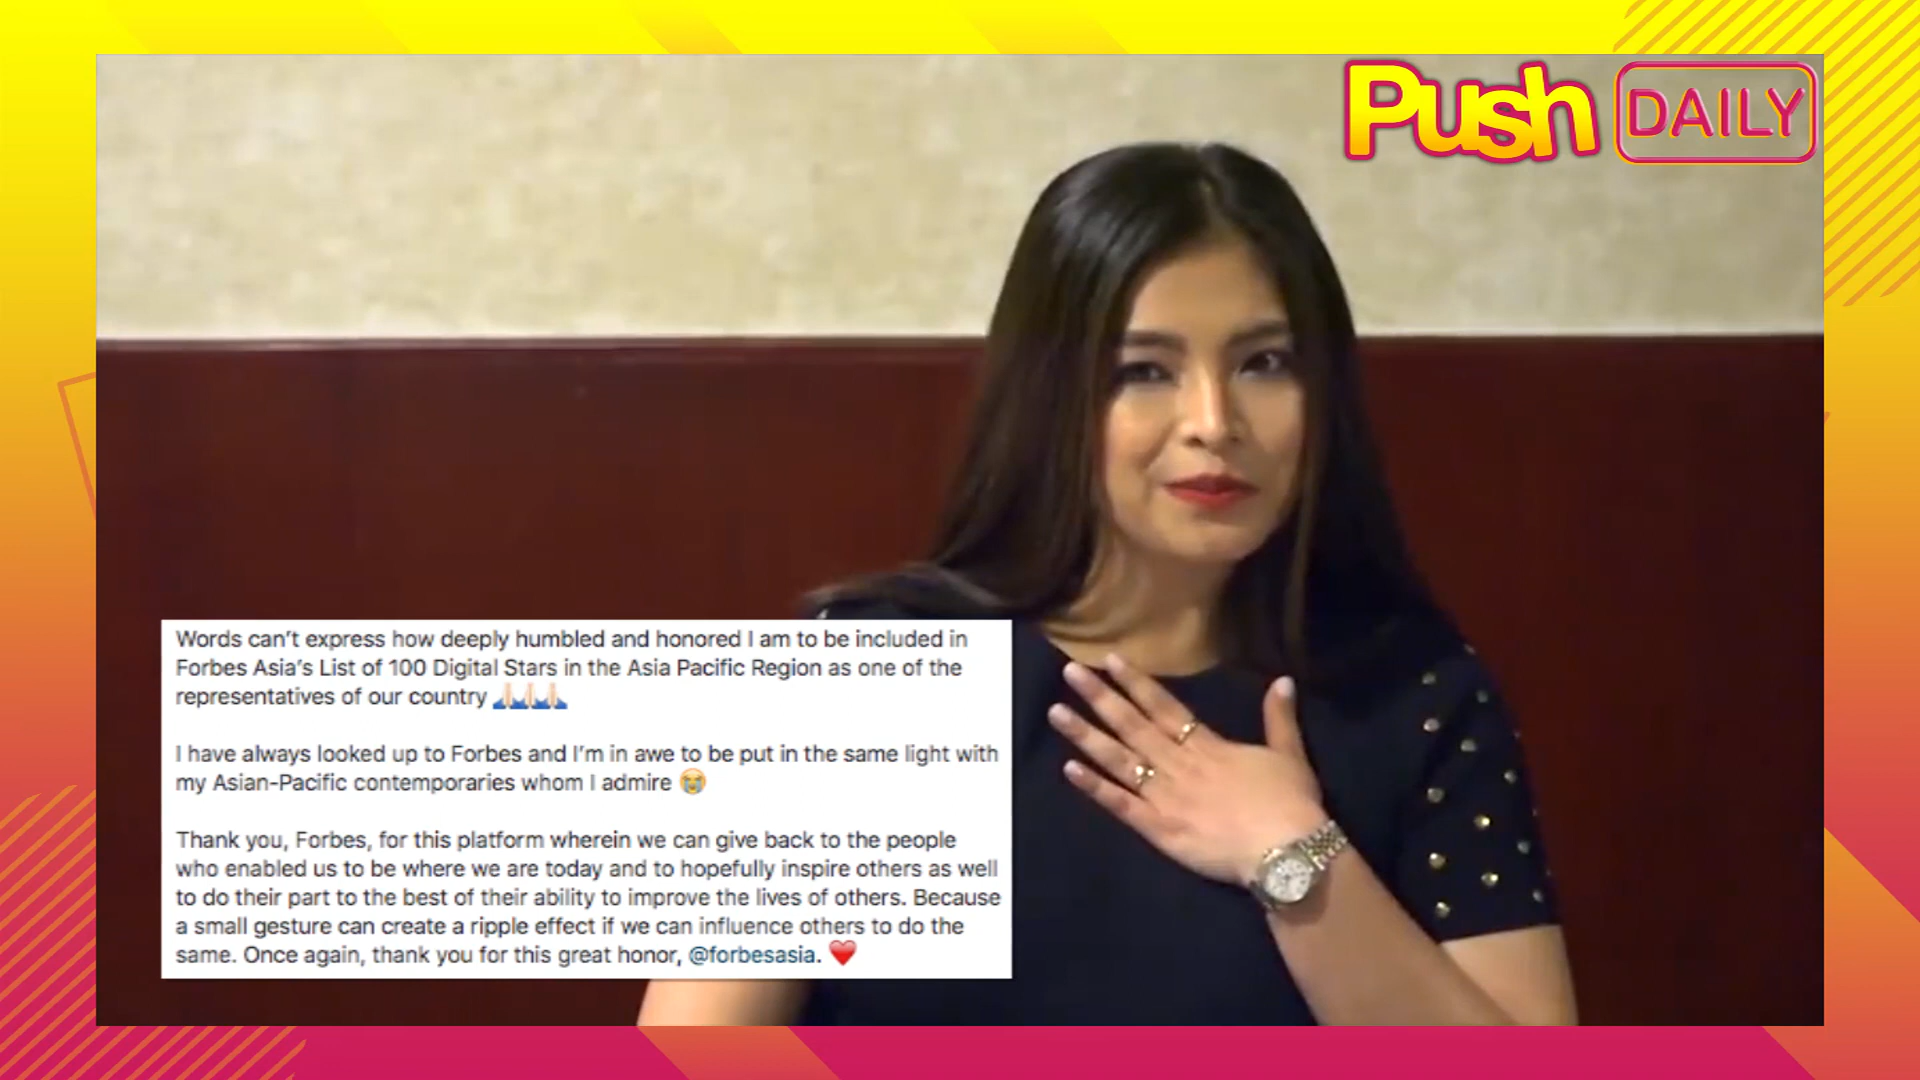 Push DAILY
Words can't express how deeply humbled and honored I am to be included in
Forbes Asia's List of 100 Digital Stars in the Asia Pacific Region as one of the
representatives of our country 🙏🏻🙏🏻🙏🏻
I have always looked up to Forbes and I'm in awe to be put in the same light with
my Asian-Pacific contemporaries whom I admire 😭
Thank you, Forbes, for this platform wherein we can give back to the people
who enabled us to be where we are today and to hopefully inspire others as well
to do their part to the best of their ability to improve the lives of others. Because
a small gesture can create a ripple effect if we can influence others to do the
same. Once again, thank you for this great honor, @forbesasia. ❤️